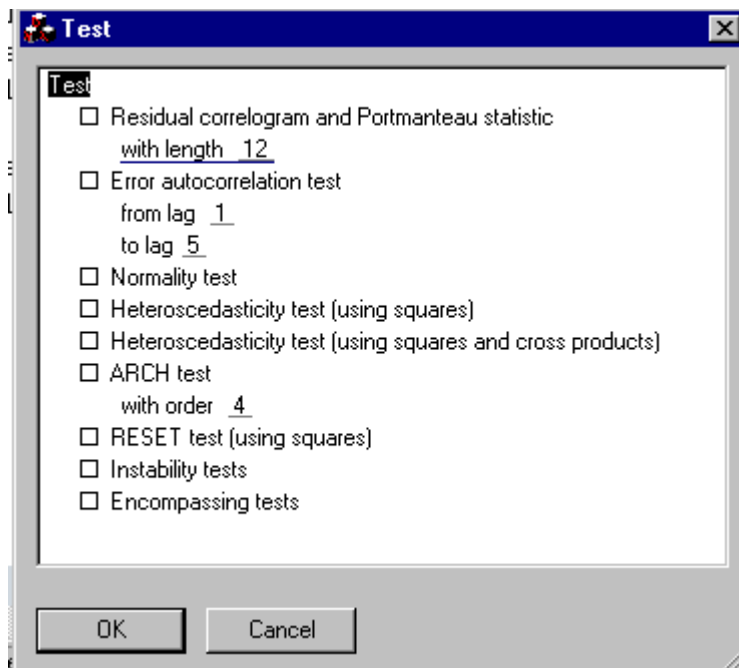 Test
Test
Residual correlogram and Portmanteau statistic
with length 12
Error autocorrelation test
from lag 1
to lag 5
Normality test
Heteroscedasticity test (using squares)
Heteroscedasticity test (using squares and cross products)
ARCH test
with order 4
RESET test (using squares)
Instability tests
Encompassing tests
OK Cancel